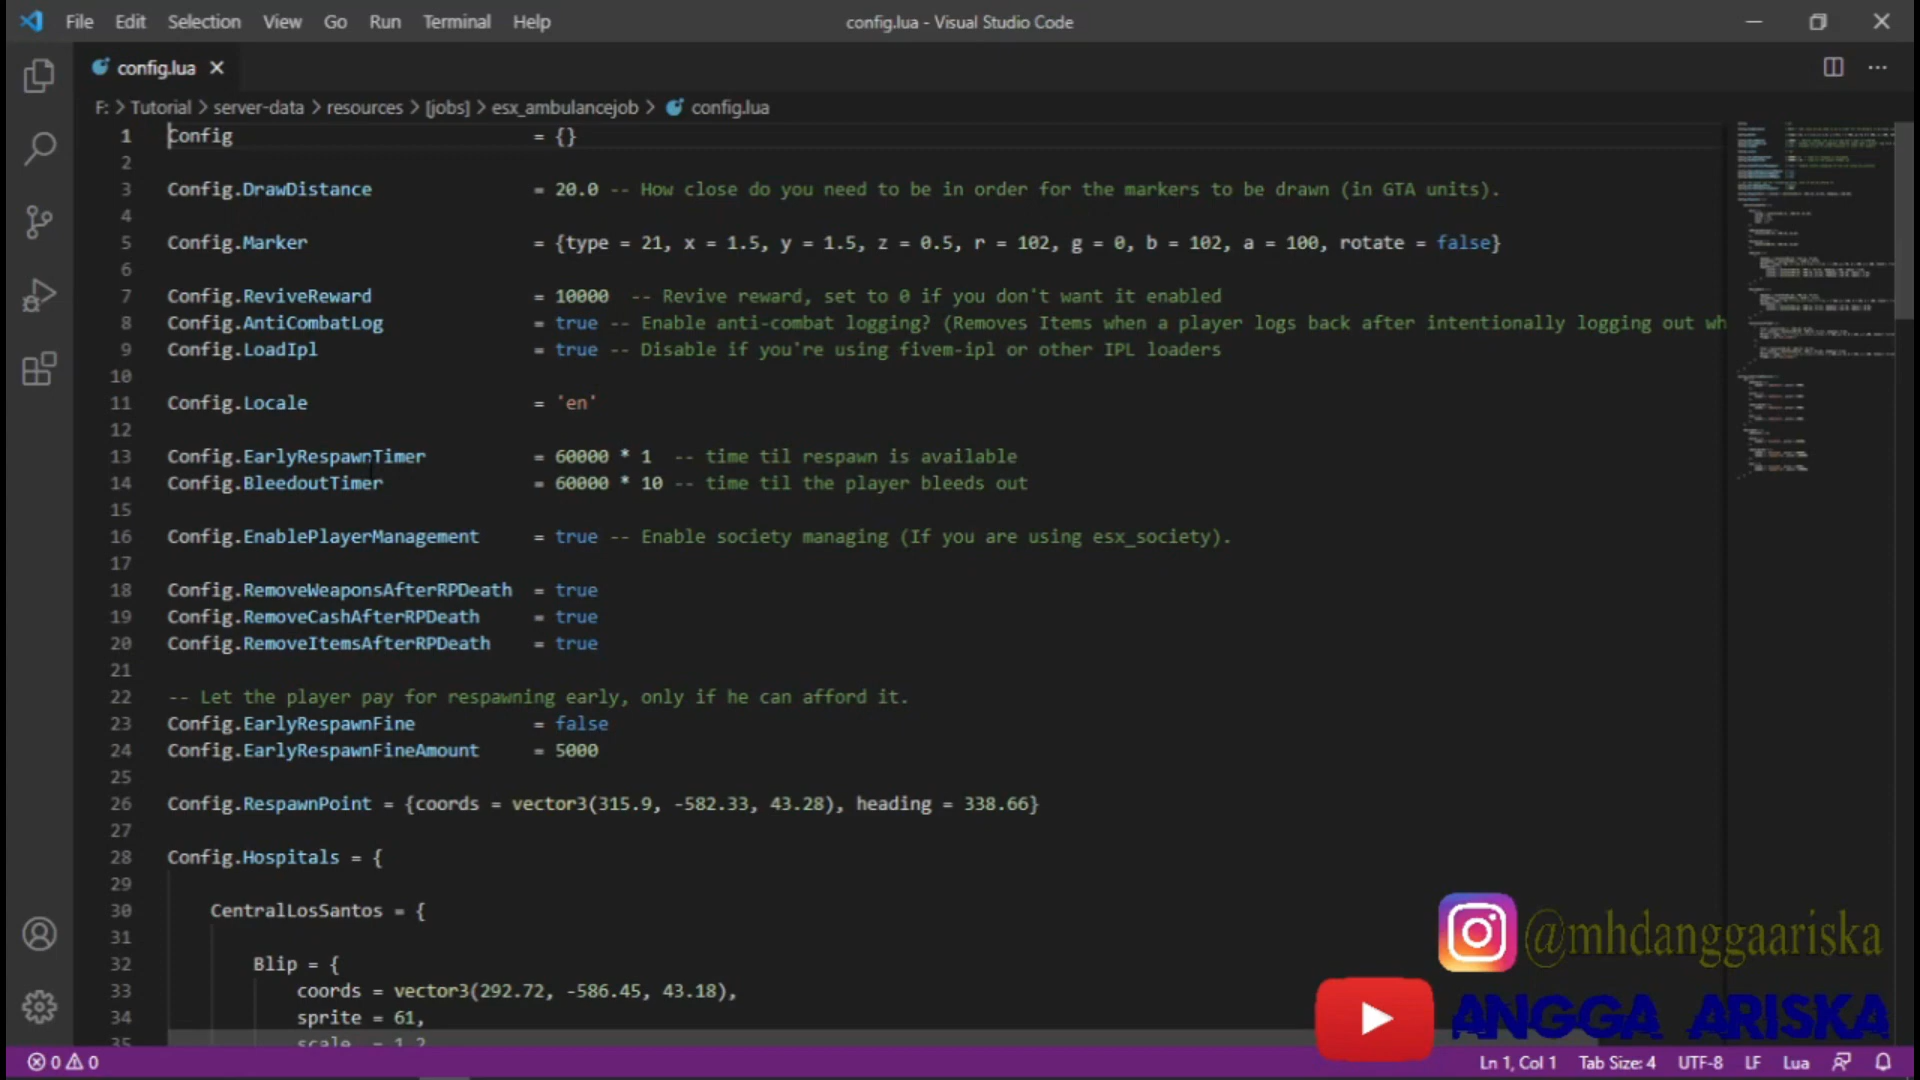 File Edit Selection View Go Run Terminal Help config.lua - Visual Studio Code
config.lua
F: > Tutorial > server-data > resources > [jobs] > esx_ambulancejob > config.lua
1 Config = {}
2
3 Config.DrawDistance = 20.0 -- How close do you need to be in order for the markers to be drawn (in GTA units).
4
5 Config.Marker = {type = 21, x = 1.5, y = 1.5, z = 0.5, r = 102, g = 0, b = 102, a = 100, rotate = false}
6
7 Config.ReviveReward = 10000 -- Revive reward, set to 0 if you don't want it enabled
8 Config.AntiCombatLog = true -- Enable anti-combat logging? (Removes Items when a player logs back after intentionally logging out wh
9 Config.LoadIpl = true -- Disable if you're using fivem-ipl or other IPL loaders
10
11 Config.Locale = 'en'
12
13 Config.EarlyRespawnTimer = 60000 * 1 -- time til respawn is available
14 Config.BleedoutTimer = 60000 * 10 -- time til the player bleeds out
15
16 Config.EnablePlayerManagement = true -- Enable society managing (If you are using esx_society).
17
18 Config.RemoveWeaponsAfterRPDeath = true
19 Config.RemoveCashAfterRPDeath = true
20 Config.RemoveItemsAfterRPDeath = true
21
22 -- Let the player pay for respawning early, only if he can afford it.
23 Config.EarlyRespawnFine = false
24 Config.EarlyRespawnFineAmount = 5000
25
26 Config.RespawnPoint = {coords = vector3(315.9, -582.33, 43.28), heading = 338.66}
27
28 Config.Hospitals = {
29
30 CentralLosSantos = {
31
32 Blip = {
33 coords = vector3(292.72, -586.45, 43.18),
34 sprite = 61,
35 scale = 1.2
@mhdanggaariska
ANGGA ARISKA
0 0 Ln 1, Col 1 Tab Size: 4 UTF-8 LF Lua